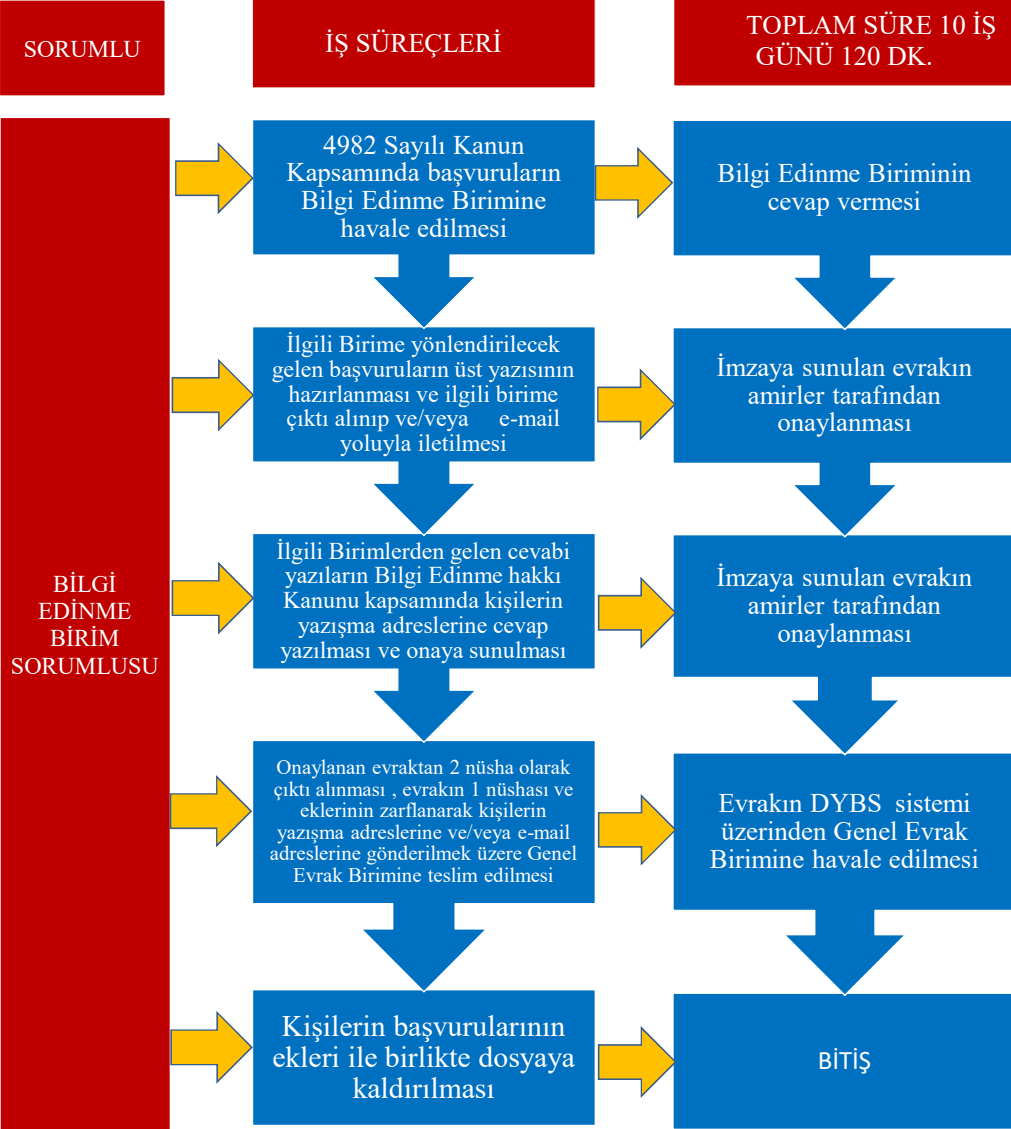 SORUMLU
İŞ SÜREÇLERİ
TOPLAM SÜRE 10 İŞ
GÜNÜ 120 DK.
BİLGİ
EDİNME
BİRİM
SORUMLUSU
4982 Sayılı Kanun
Kapsamında başvuruların
Bilgi Edinme Birimine
havale edilmesi
Bilgi Edinme Biriminin
cevap vermesi
İlgili Birime yönlendirilecek
gelen başvuruların üst yazısının
hazırlanması ve ilgili birime
çıktı alınıp ve/veya e-mail
yoluyla iletilmesi
İmzaya sunulan evrakın
amirler tarafından
onaylanması
İlgili Birimlerden gelen cevabi
yazıların Bilgi Edinme hakkı
Kanunu kapsamında kişilerin
yazışma adreslerine cevap
yazılması ve onaya sunulması
İmzaya sunulan evrakın
amirler tarafından
onaylanması
Onaylanan evraktan 2 nüsha olarak
çıktı alınması , evrakın 1 nüshası ve
eklerinin zarflanarak kişilerin
yazışma adreslerine ve/veya e-mail
adreslerine gönderilmek üzere Genel
Evrak Birimine teslim edilmesi
Evrakın DYBS sistemi
üzerinden Genel Evrak
Birimine havale edilmesi
Kişilerin başvurularının
ekleri ile birlikte dosyaya
kaldırılması
BİTİŞ